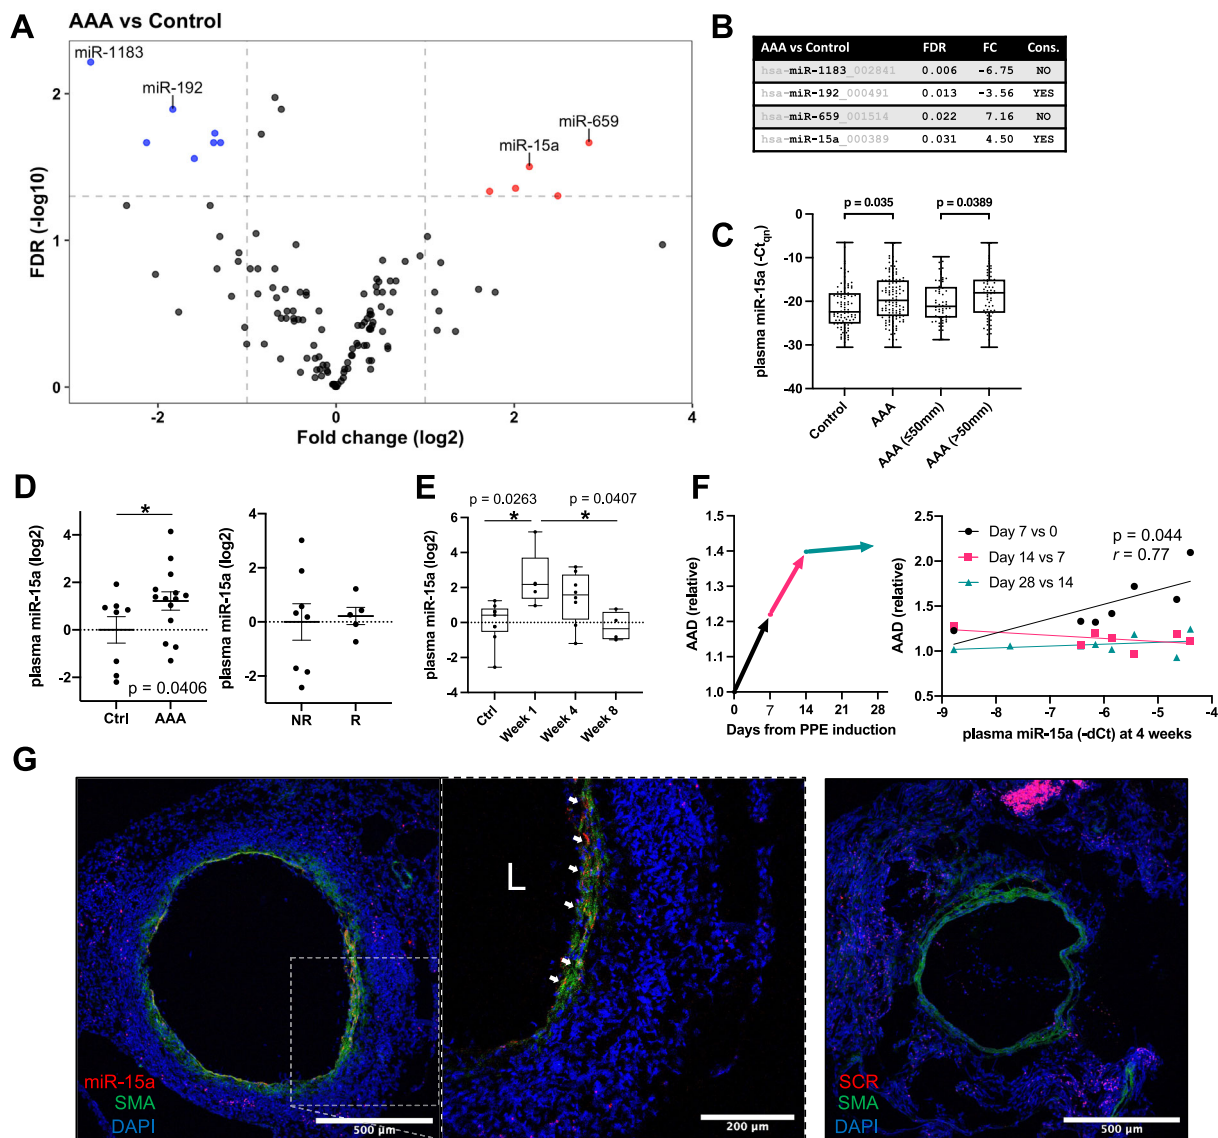 A
AAA vs Control
miR-1183
miR-192
miR-659
miR-15a
FDR (-log10)
2
1
0
-2
0
2
4
Fold change (log2)
B
AAA vs Control FDR FC Cons.
hsa-miR-1183_002841 0.006 -6.75 NO
hsa-miR-192_000491 0.013 -3.56 YES
hsa-miR-659_001514 0.022 7.16 NO
hsa-miR-15a_000389 0.031 4.50 YES
C
p = 0.035
p = 0.0389
plasma miR-15a (-Ctqn)
0
-10
-20
-30
-40
Control
AAA
AAA (≤50mm)
AAA (>50mm)
D
plasma miR-15a (log2)
4
2
0
-2
*
p = 0.0406
Ctrl
AAA
plasma miR-15a (log2)
4
2
0
-2
NR
R
E
p = 0.0263
p = 0.0407
*
*
plasma miR-15a (log2)
6
4
2
0
-2
-4
Ctrl
Week 1
Week 4
Week 8
F
AAD (relative)
1.5
1.4
1.3
1.2
1.1
1.0
0
7
14
21
28
Days from PPE induction
AAD (relative)
2.5
2.0
1.5
1.0
0.5
Day 7 vs 0
Day 14 vs 7
Day 28 vs 14
p = 0.044
r = 0.77
-9
-8
-7
-6
-5
-4
plasma miR-15a (-dCt) at 4 weeks
G
miR-15a
SMA
DAPI
500 µm
L
200 µm
SCR
SMA
DAPI
500 µm